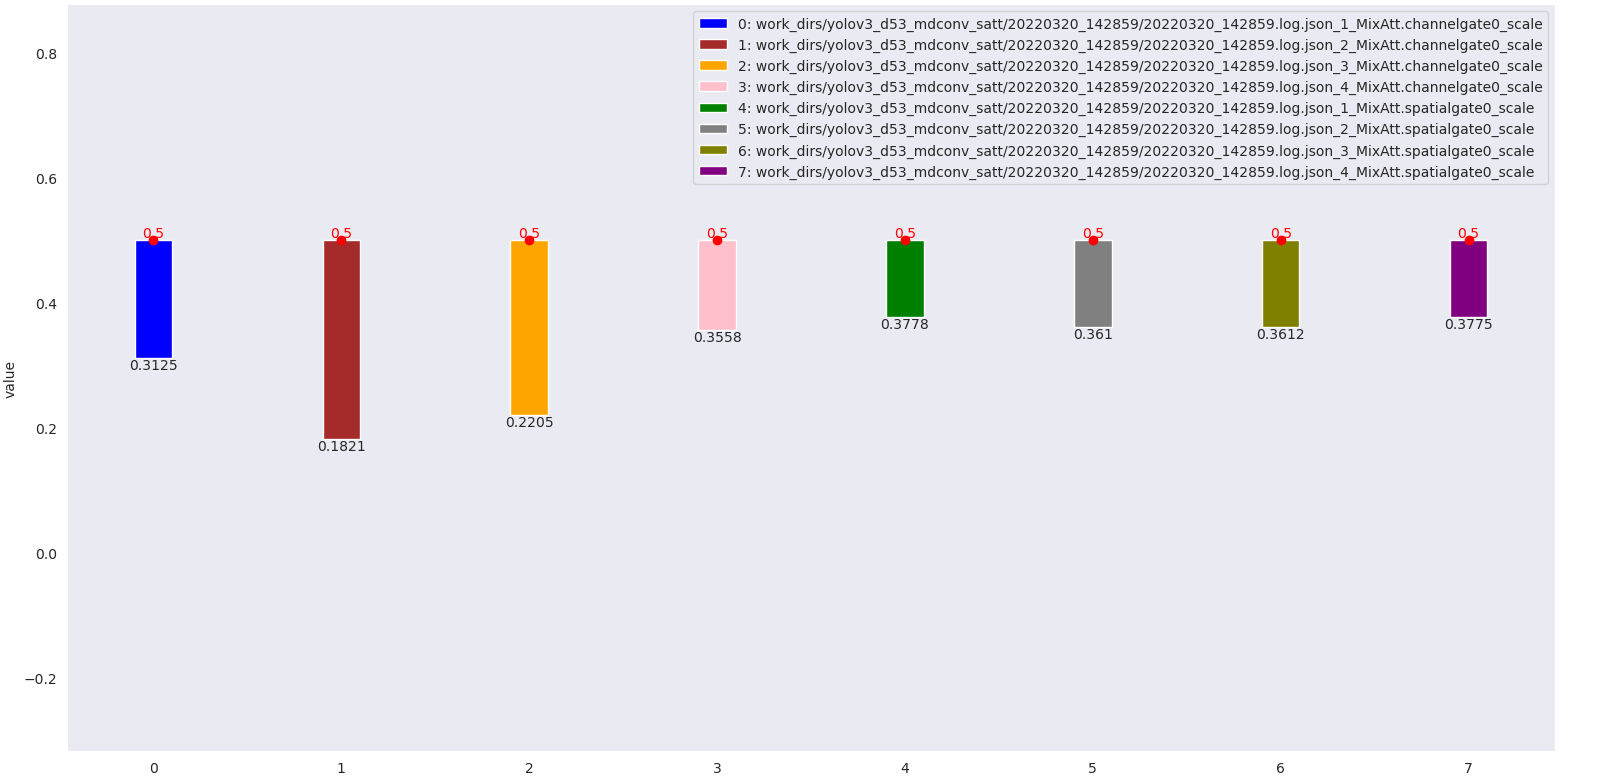 0: work_dirs/yolov3_d53_mdconv_satt/20220320_142859/20220320_142859.log.json_1_MixAtt.channelgate0_scale
1: work_dirs/yolov3_d53_mdconv_satt/20220320_142859/20220320_142859.log.json_2_MixAtt.channelgate0_scale
2: work_dirs/yolov3_d53_mdconv_satt/20220320_142859/20220320_142859.log.json_3_MixAtt.channelgate0_scale
3: work_dirs/yolov3_d53_mdconv_satt/20220320_142859/20220320_142859.log.json_4_MixAtt.channelgate0_scale
4: work_dirs/yolov3_d53_mdconv_satt/20220320_142859/20220320_142859.log.json_1_MixAtt.spatialgate0_scale
5: work_dirs/yolov3_d53_mdconv_satt/20220320_142859/20220320_142859.log.json_2_MixAtt.spatialgate0_scale
6: work_dirs/yolov3_d53_mdconv_satt/20220320_142859/20220320_142859.log.json_3_MixAtt.spatialgate0_scale
7: work_dirs/yolov3_d53_mdconv_satt/20220320_142859/20220320_142859.log.json_4_MixAtt.spatialgate0_scale
value
0.8
0.6
0.4
0.2
0.0
−0.2
0.5 0.5 0.5 0.5 0.5 0.5 0.5 0.5
0.3125 0.1821 0.2205 0.3558 0.3778 0.361 0.3612 0.3775
0 1 2 3 4 5 6 7